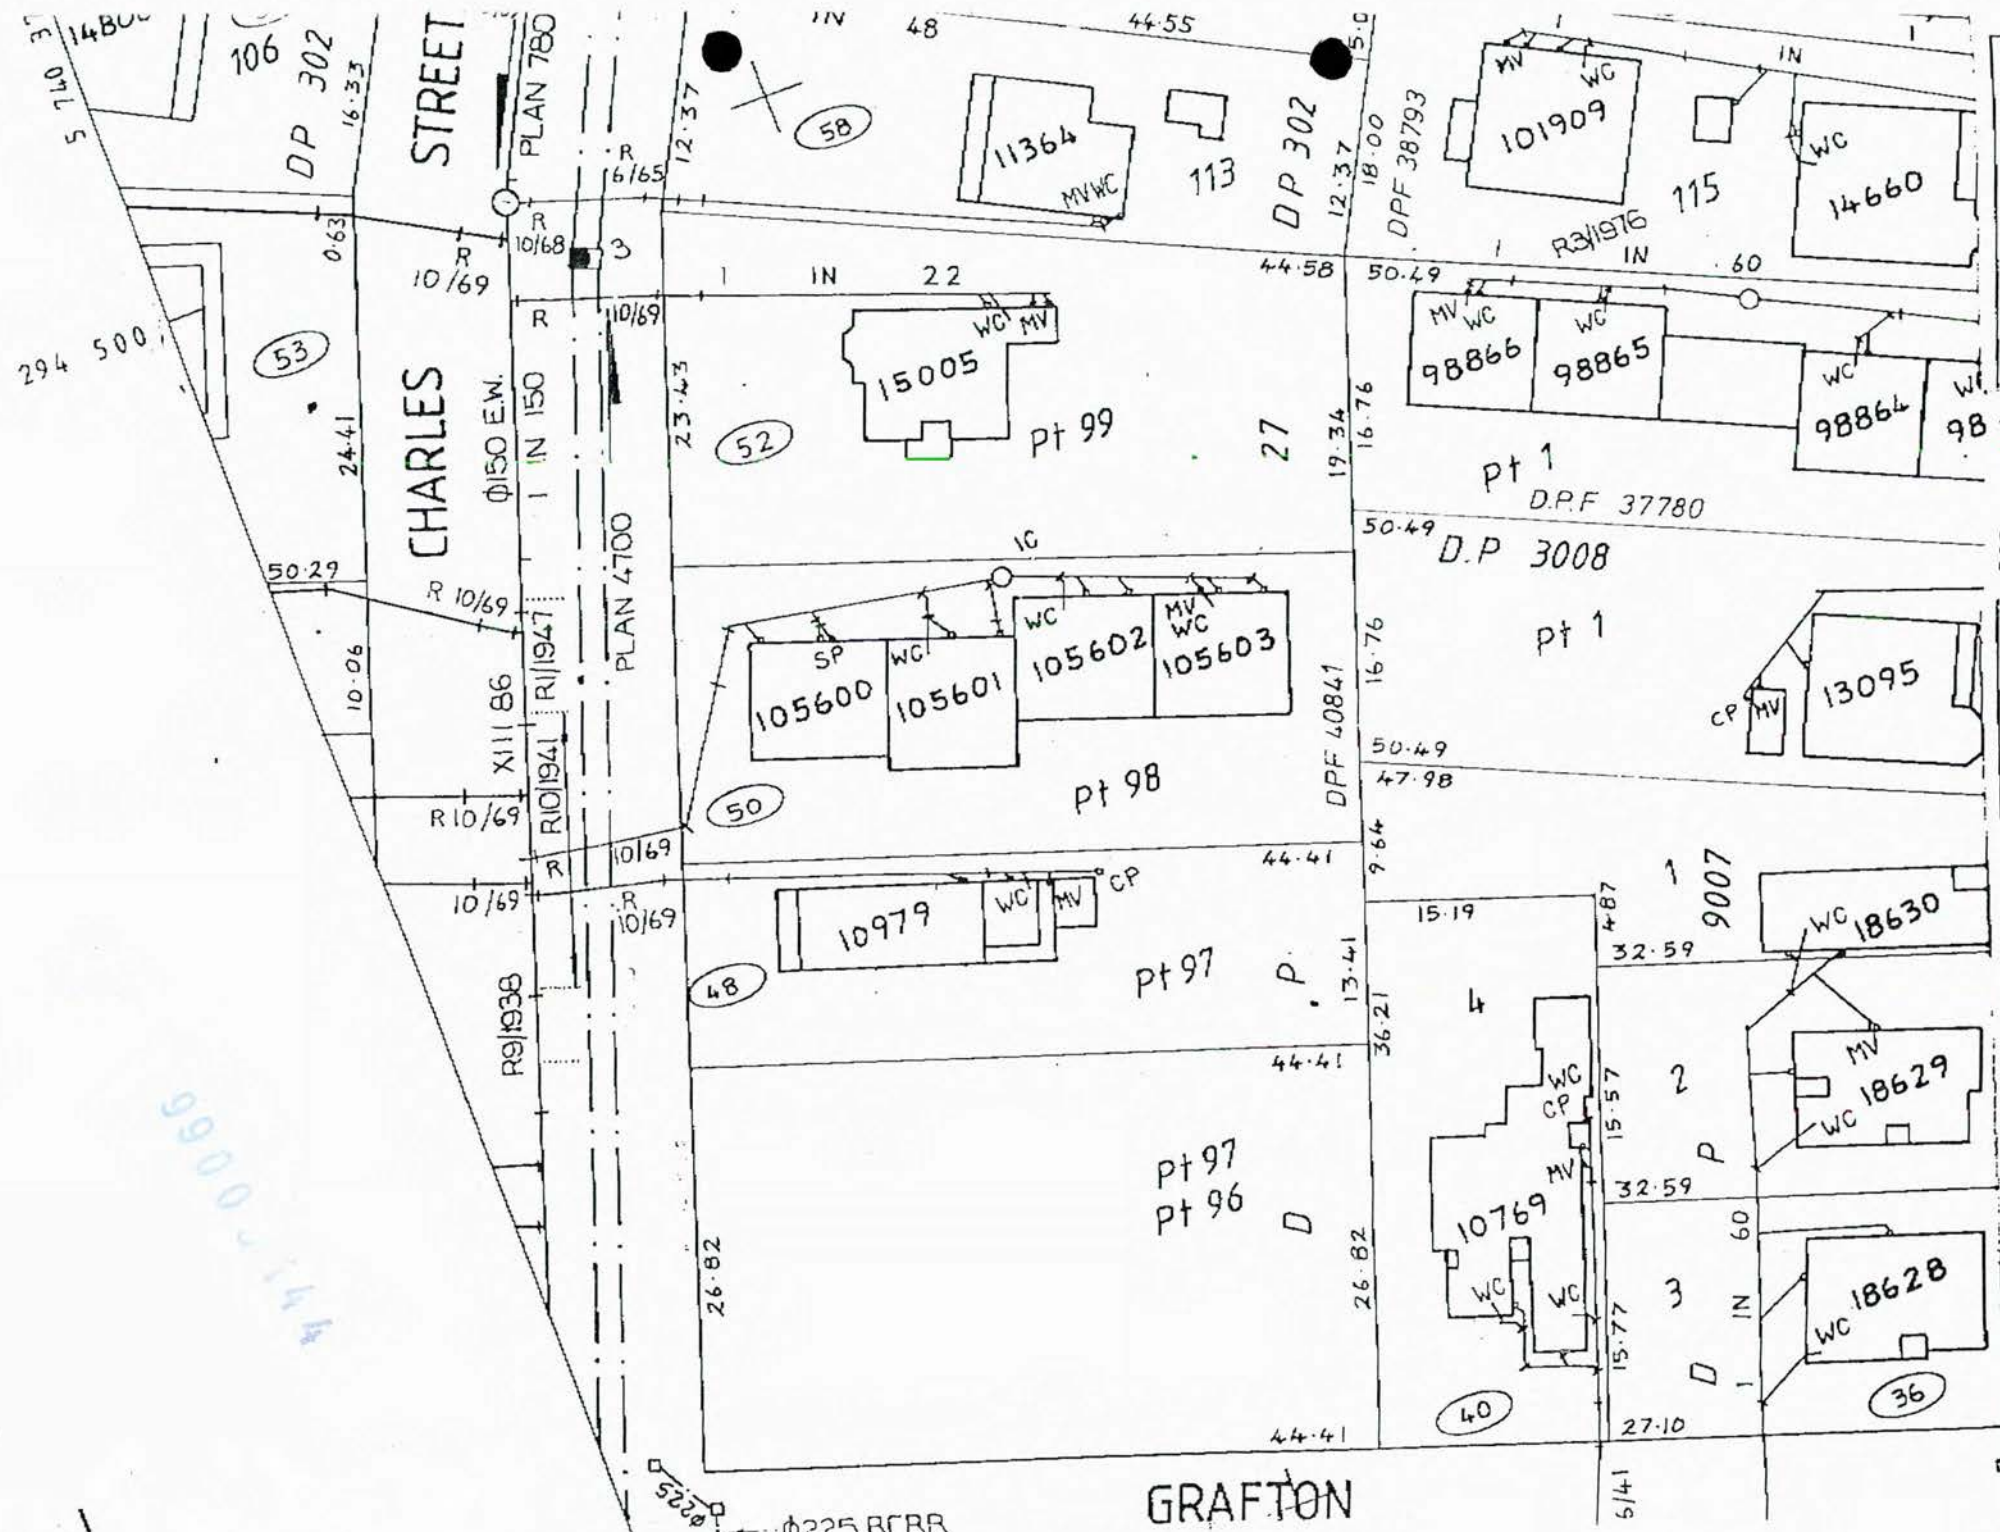 106
DP 302
16.33
STREET
PLAN 780
IN
48
44.55
5.0
5 740
12.37
58
11364
MVWC
113
DP 302
12.37
18.00
DPF 38793
MV
WC
101909
IN
115
WC
14660
R
6/65
R
10/68
3
0.63
R
10/69
R3/1976
I
IN
60
I
IN
22
44.58
50.49
R
10/69
294 500
53
24.41
CHARLES
Φ150 E.W.
I IN 150
23.43
WC
MV
15005
52
Pt 99
27
19.34
16.76
MV
WC
98866
WC
98865
WC
98864
98
Pt 1
D.P.F 37780
PLAN 4700
50.49
D.P 3008
IC
50.29
R 10/69
10.06
XIII 86
R1/1947
R10/1941
SP
105600
WC
105601
WC
105602
MV
WC
105603
DPF 40841
16.76
Pt 1
CP
MV
13095
50.49
47.98
50
Pt 98
R10/69
R
10/69
10/69
R
10/69
44.41
9.64
10979
WC
MV
CP
15.19
4.87
1
9007
WC
18630
32.59
R9/1938
48
Pt 97
P.
13.41
36.21
4
44.41
WC
CP
15.57
2
MV
18629
WC
Pt 97
Pt 96
D
MV
10769
WC
WC
32.59
P
26.82
26.82
15.77
3
D
I IN 60
18628
WC
40
36
44.41
27.10
Φ225
Φ225 RCRR
GRAFTON
5/41